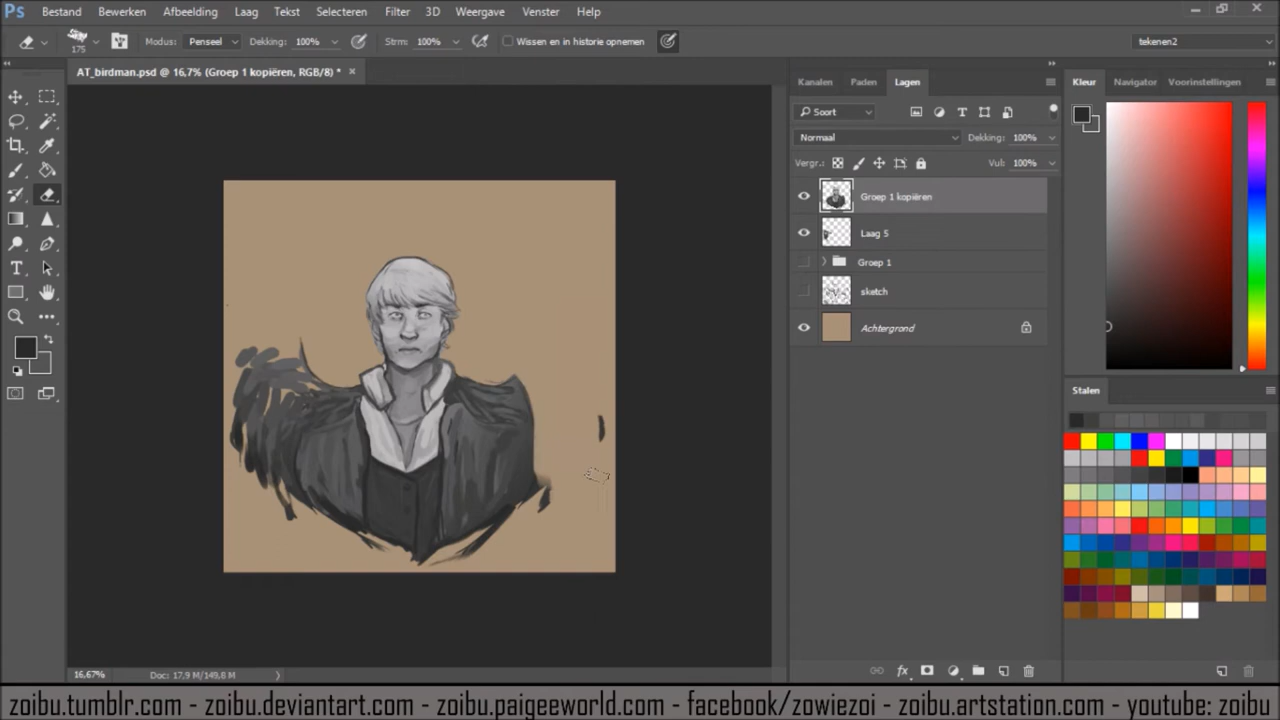 Ps Bestand Bewerken Afbeelding Laag Tekst Selecteren Filter 3D Weergave Venster Help
175 Modus: Penseel Dekking: 100% Strm: 100% Wissen en in historie opnemen tekenen2
AT_birdman.psd @ 16,7% (Groep 1 kopiëren, RGB/8) *
Kanalen Paden Lagen
Kleur Navigator Voorinstellingen
Soort
Normaal Dekking: 100%
Vergr.: Vul: 100%
Groep 1 kopiëren
Laag 5
Groep 1
sketch
Achtergrond
Stalen
16,67% Doc: 17,9 M/149,8 M
zoibu.tumblr.com - zoibu.deviantart.com - zoibu.paigeeworld.com - facebook/zowiezoi - zoibu.artstation.com - youtube: zoibu